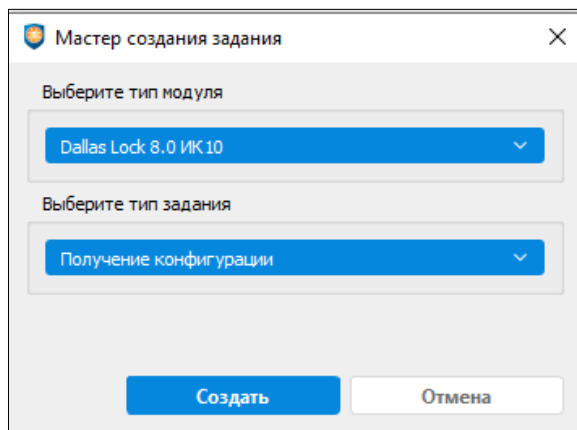 Мастер создания задания
Выберите тип модуля
Dallas Lock 8.0 ИК10
Выберите тип задания
Получение конфигурации
Создать Отмена